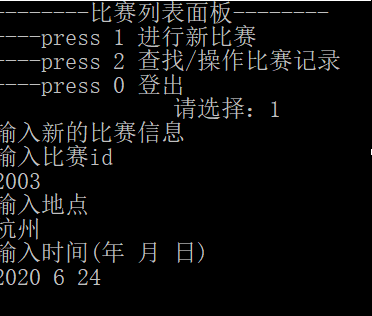 --------比赛列表面板--------
----press 1 进行新比赛
----press 2 查找/操作比赛记录
----press 0 登出
请选择：1
输入新的比赛信息
输入比赛id
2003
输入地点
杭州
输入时间(年 月 日)
2020 6 24